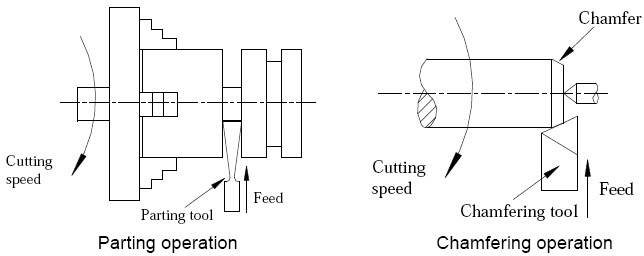 Cutting
speed
Parting tool
Feed
Parting operation
Chamfer
Cutting
speed
Chamfering tool
Feed
Chamfering operation